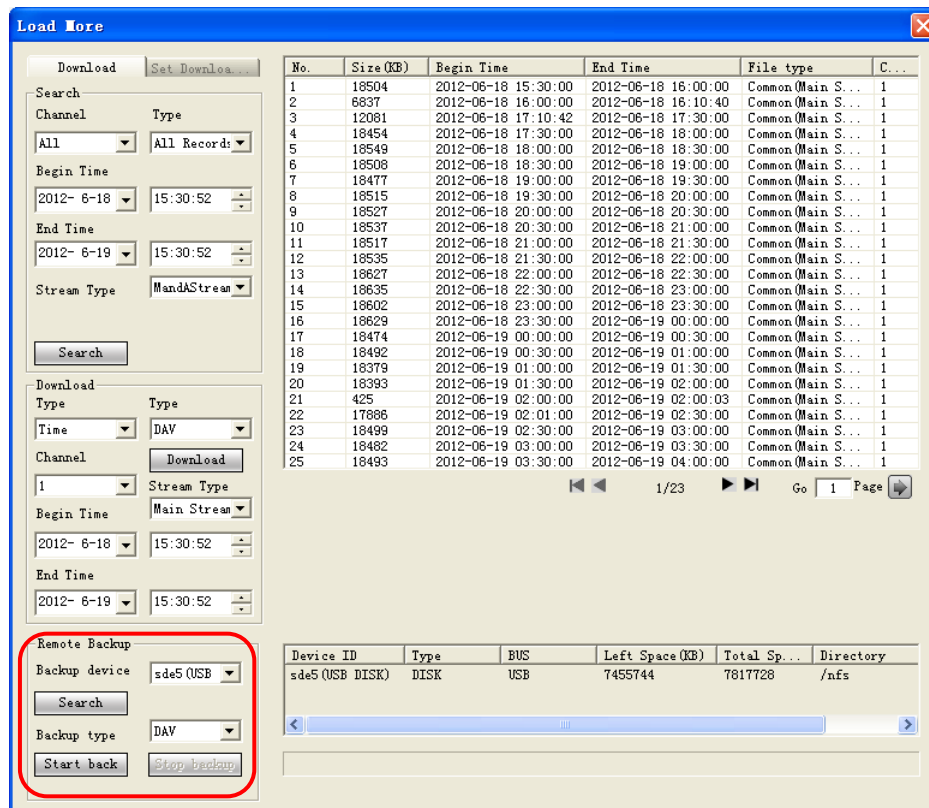 Load More
Download Set Downloa...
Search
Channel Type
All All Records
Begin Time
2012- 6-18 15:30:52
End Time
2012- 6-19 15:30:52
Stream Type MandAStream
Search
Download
Type Type
Time DAV
Channel Download
1 Stream Type
Begin Time Main Stream
2012- 6-18 15:30:52
End Time
2012- 6-19 15:30:52
Remote Backup
Backup device sde5(USB
Search
Backup type DAV
Start back Stop backup
No. Size(KB) Begin Time End Time File type C...
1 18504 2012-06-18 15:30:00 2012-06-18 16:00:00 Common(Main S... 1
2 6837 2012-06-18 16:00:00 2012-06-18 16:10:40 Common(Main S... 1
3 12081 2012-06-18 17:10:42 2012-06-18 17:30:00 Common(Main S... 1
4 18454 2012-06-18 17:30:00 2012-06-18 18:00:00 Common(Main S... 1
5 18549 2012-06-18 18:00:00 2012-06-18 18:30:00 Common(Main S... 1
6 18508 2012-06-18 18:30:00 2012-06-18 19:00:00 Common(Main S... 1
7 18477 2012-06-18 19:00:00 2012-06-18 19:30:00 Common(Main S... 1
8 18515 2012-06-18 19:30:00 2012-06-18 20:00:00 Common(Main S... 1
9 18527 2012-06-18 20:00:00 2012-06-18 20:30:00 Common(Main S... 1
10 18537 2012-06-18 20:30:00 2012-06-18 21:00:00 Common(Main S... 1
11 18517 2012-06-18 21:00:00 2012-06-18 21:30:00 Common(Main S... 1
12 18535 2012-06-18 21:30:00 2012-06-18 22:00:00 Common(Main S... 1
13 18627 2012-06-18 22:00:00 2012-06-18 22:30:00 Common(Main S... 1
14 18635 2012-06-18 22:30:00 2012-06-18 23:00:00 Common(Main S... 1
15 18602 2012-06-18 23:00:00 2012-06-18 23:30:00 Common(Main S... 1
16 18629 2012-06-18 23:30:00 2012-06-19 00:00:00 Common(Main S... 1
17 18474 2012-06-19 00:00:00 2012-06-19 00:30:00 Common(Main S... 1
18 18492 2012-06-19 00:30:00 2012-06-19 01:00:00 Common(Main S... 1
19 18379 2012-06-19 01:00:00 2012-06-19 01:30:00 Common(Main S... 1
20 18393 2012-06-19 01:30:00 2012-06-19 02:00:00 Common(Main S... 1
21 425 2012-06-19 02:00:00 2012-06-19 02:00:03 Common(Main S... 1
22 17886 2012-06-19 02:01:00 2012-06-19 02:30:00 Common(Main S... 1
23 18499 2012-06-19 02:30:00 2012-06-19 03:00:00 Common(Main S... 1
24 18482 2012-06-19 03:00:00 2012-06-19 03:30:00 Common(Main S... 1
25 18493 2012-06-19 03:30:00 2012-06-19 04:00:00 Common(Main S... 1
1/23 Go 1 Page
Device ID Type BUS Left Space(KB) Total Sp... Directory
sde5(USB DISK) DISK USB 7455744 7817728 /nfs